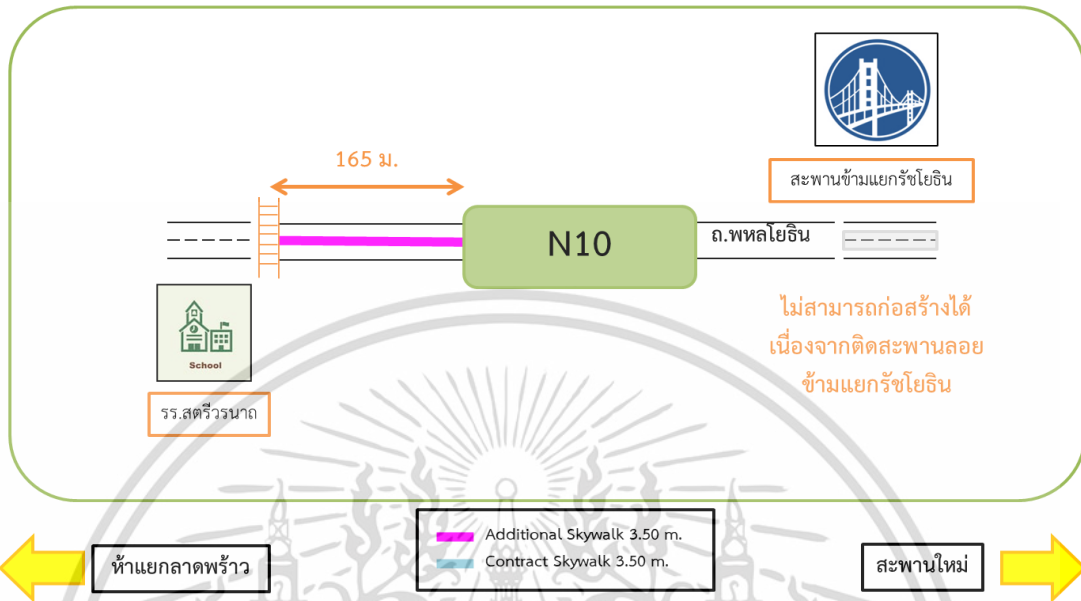 165 ม.
สะพานข้ามแยกรัชโยธิน
N10
ถ.พหลโยธิน
ไม่สามารถก่อสร้างได้
เนื่องจากติดสะพานลอย
ข้ามแยกรัชโยธิน
School
รร.สตรีวรนาถ
Additional Skywalk 3.50 m.
Contract Skywalk 3.50 m.
ห้าแยกลาดพร้าว
สะพานใหม่